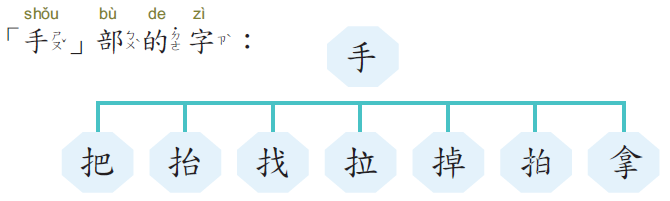 shǒu bù de zì
「手ㄕㄡˇ」部ㄅㄨˋ的˙ㄉㄜ字ㄗˋ：
手
把 抬 找 拉 掉 拍 拿